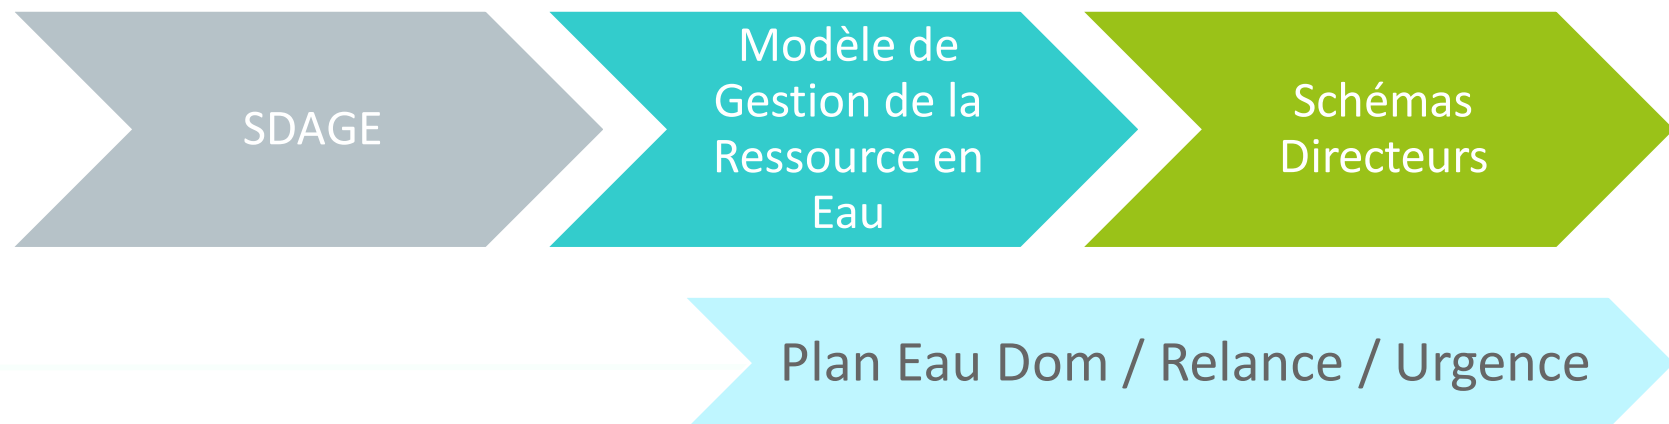 SDAGE
Modèle de
Gestion de la
Ressource en
Eau
Schémas
Directeurs
Plan Eau Dom / Relance / Urgence